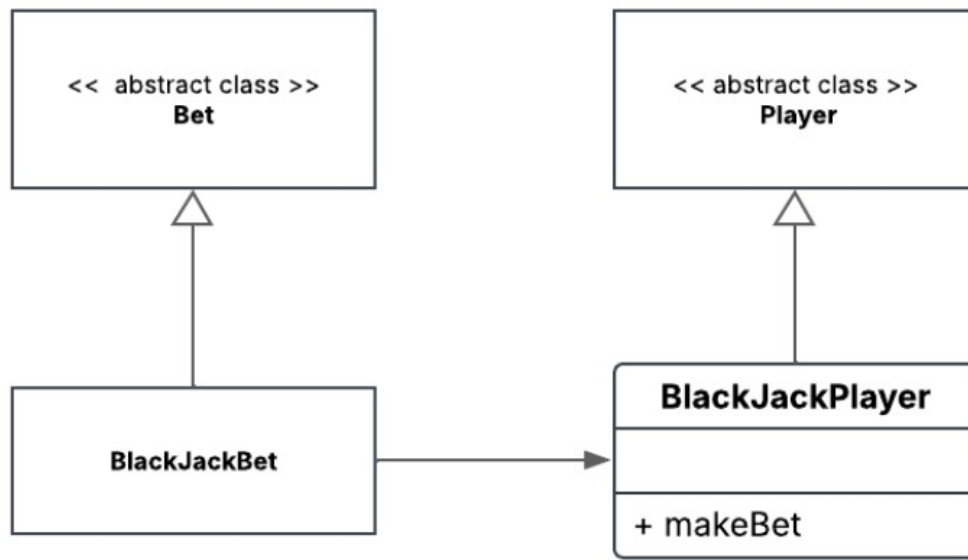 <<  abstract class >>
Bet
<< abstract class >>
Player
BlackJackBet
BlackJackPlayer
+ makeBet